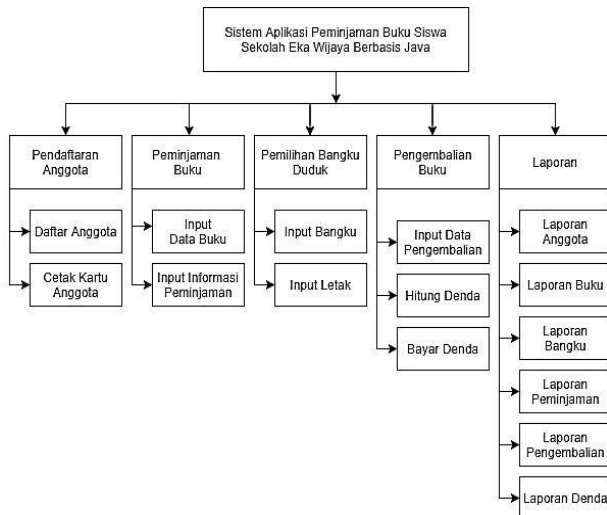 Sistem Aplikasi Peminjaman Buku Siswa
Sekolah Eka Wijaya Berbasis Java
Pendaftaran
Anggota
Peminjaman
Buku
Pemilihan Bangku
Duduk
Pengembalian
Buku
Laporan
Daftar Anggota
Cetak Kartu
Anggota
Input
Data Buku
Input Informasi
Peminjaman
Input Bangku
Input Letak
Input Data
Pengembalian
Hitung Denda
Bayar Denda
Laporan
Anggota
Laporan Buku
Laporan
Bangku
Laporan
Peminjaman
Laporan
Pengembalian
Laporan Denda